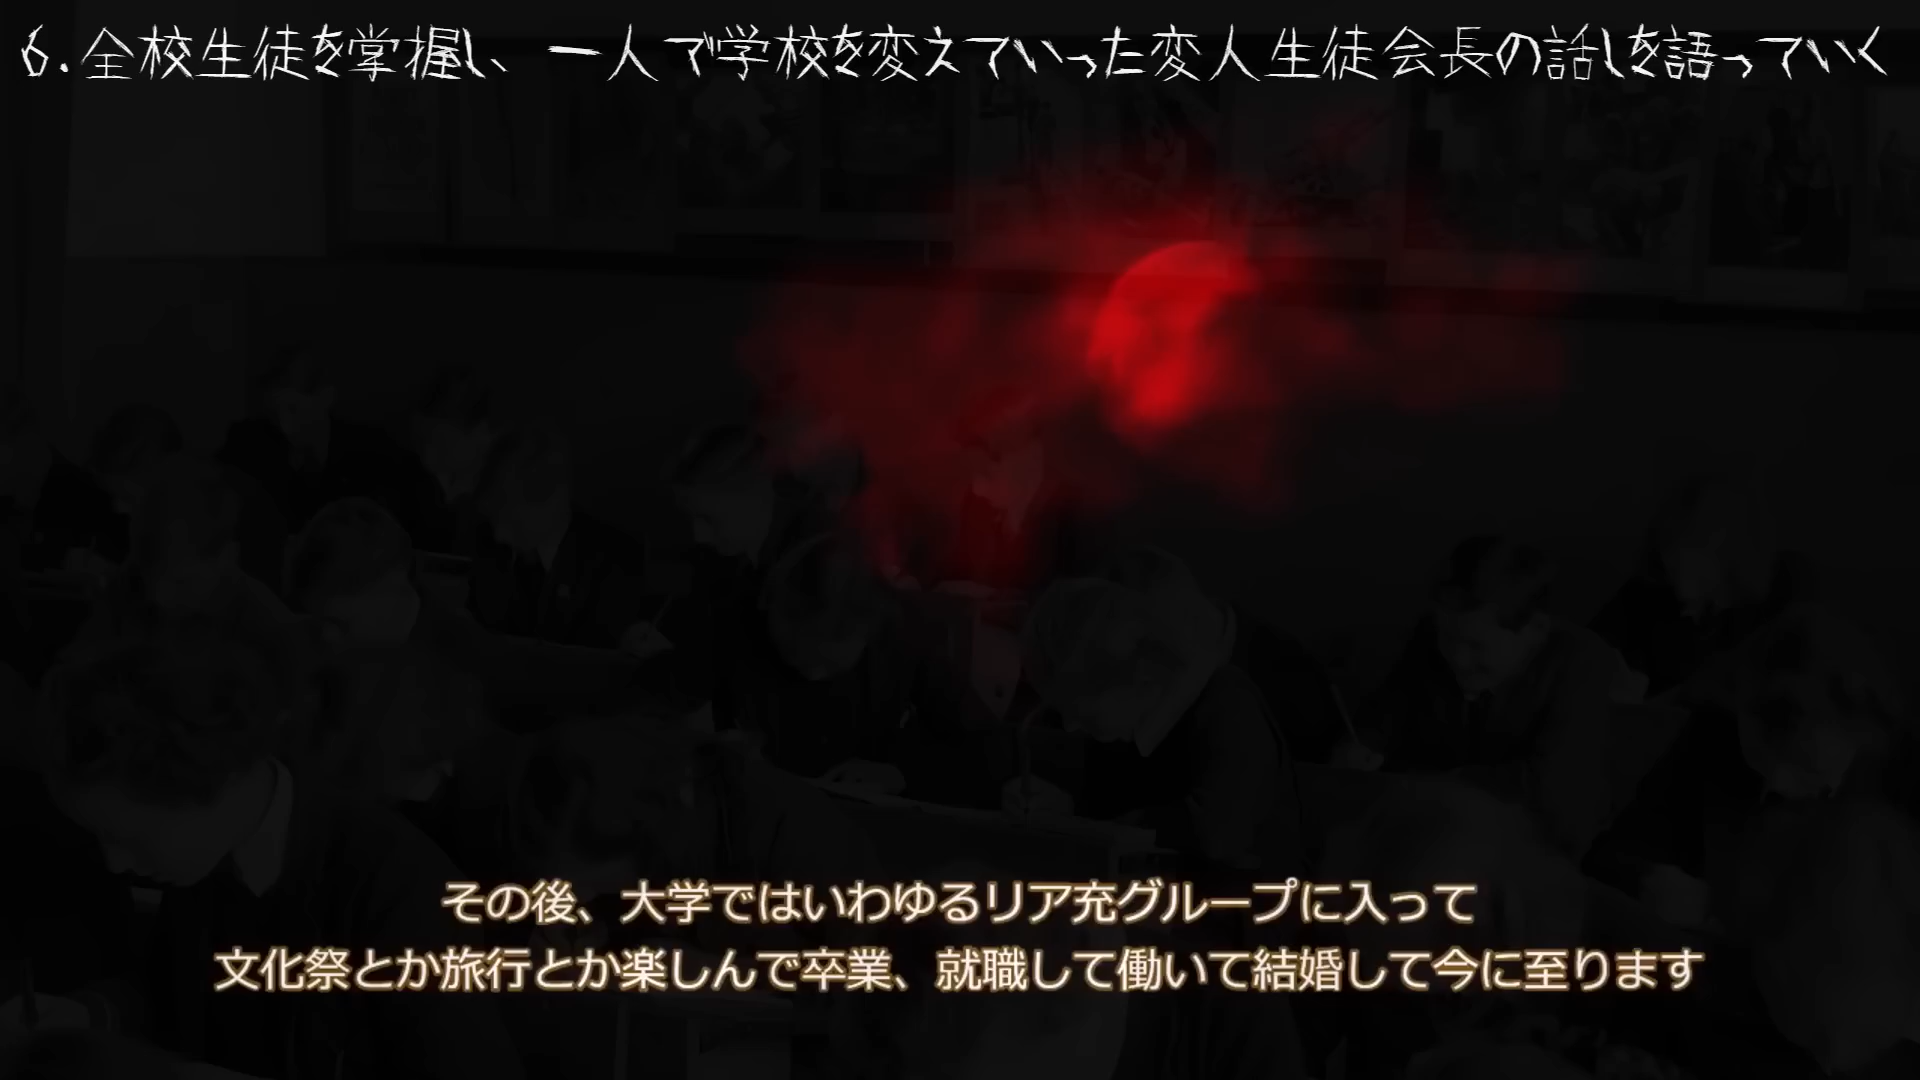 6.全校生徒を掌握し、一人で学校を変えていった変人生徒会長の話しを語っていく
その後、大学ではいわゆるリア充グループに入って
文化祭とか旅行とか楽しんで卒業、就職して働いて結婚して今に至ります